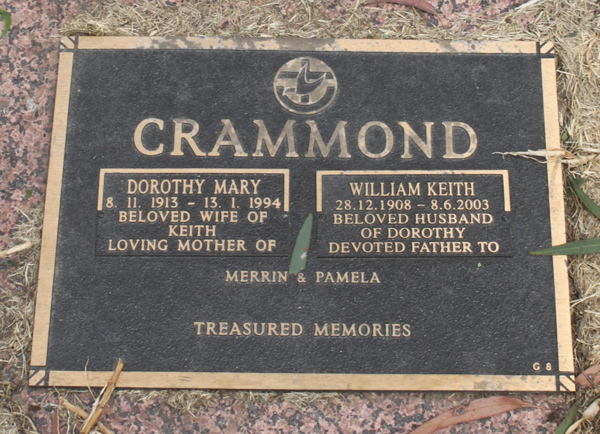 CRAMMOND
DOROTHY MARY
8. 11. 1913 - 13. 1. 1994
BELOVED WIFE OF
KEITH
LOVING MOTHER OF
WILLIAM KEITH
28.12.1908 - 8.6.2003
BELOVED HUSBAND
OF DOROTHY
DEVOTED FATHER TO
MERRIN & PAMELA
TREASURED MEMORIES
G 8